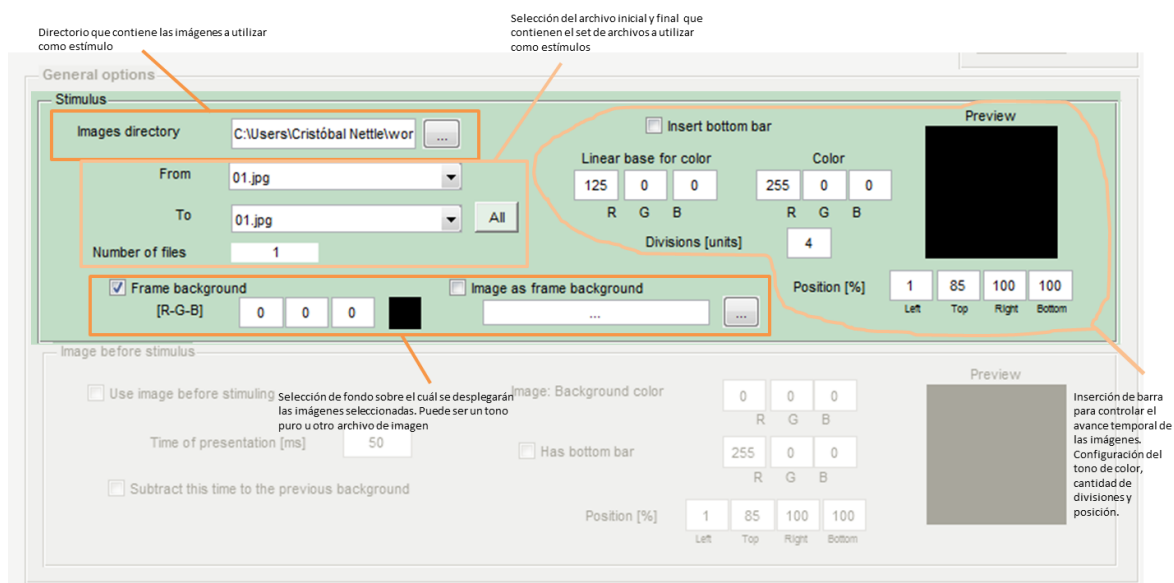 Directorio que contiene las imágenes a utilizar
como estímulo
Selección del archivo inicial y final que
contienen el set de archivos a utilizar
como estímulos
General options
Stimulus
Images directory
C:\Users\Cristóbal Nettle\wor
...
From
01.jpg
To
01.jpg
All
Number of files
1
Frame background
[R-G-B]
0 0 0
Image as frame background
...
...
Insert bottom bar
Linear base for color
125 0 0
R G B
Color
255 0 0
R G B
Divisions [units]
4
Preview
Position [%]
1 85 100 100
Left Top Right Bottom
Image before stimulus
Use image before stimuling
Selección de fondo sobre el cuál se desplegarán
las imágenes seleccionadas. Puede ser un tono
puro u otro archivo de imagen
Time of presentation [ms]
50
Subtract this time to the previous background
Image: Background color
0 0 0
R G B
Has bottom bar
255 0 0
R G B
Position [%]
1 85 100 100
Left Top Right Bottom
Preview
Inserción de barra
para controlar el
avance temporal de
las imágenes.
Configuración del
tono de color,
cantidad de
divisiones y
posición.